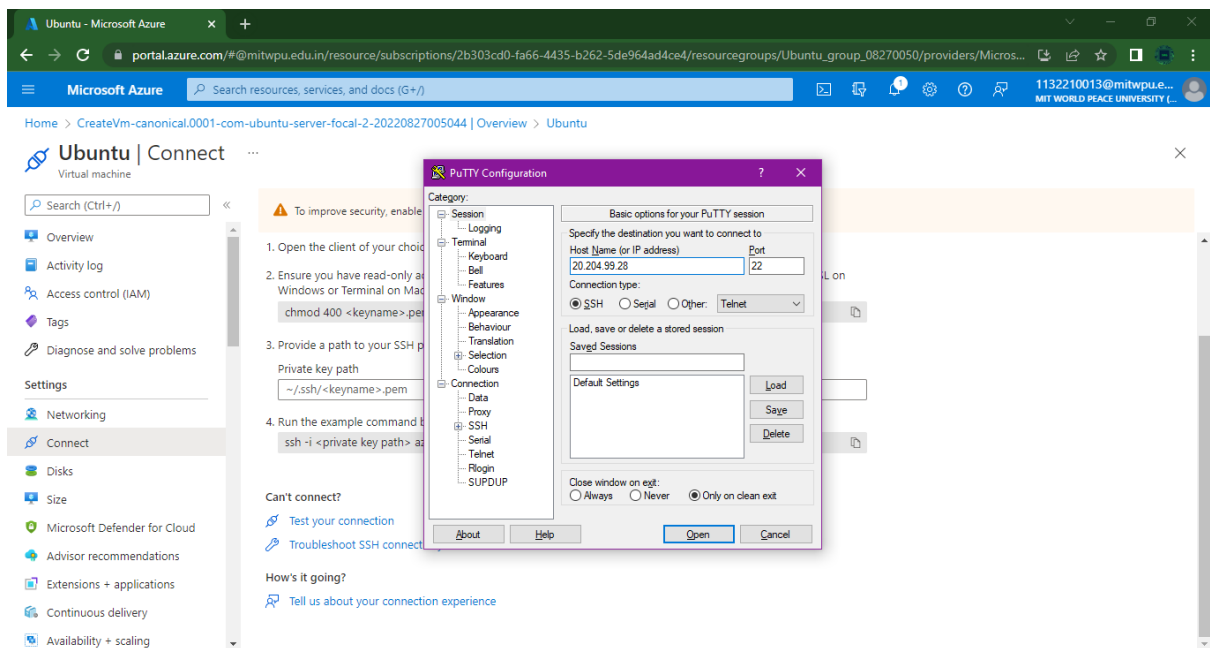 Ubuntu - Microsoft Azure
portal.azure.com/#@mitwpu.edu.in/resource/subscriptions/2b303cd0-fa66-4435-b262-5de964ad4ce4/resourcegroups/Ubuntu_group_08270050/providers/Micros...
Microsoft Azure
Search resources, services, and docs (G+/)
1
1132210013@mitwpu.e...
MIT WORLD PEACE UNIVERSITY (...
Home > CreateVm-canonical.0001-com-ubuntu-server-focal-2-20220827005044 | Overview > Ubuntu
Ubuntu | Connect ...
Virtual machine
Search (Ctrl+/)
«
Overview
Activity log
Access control (IAM)
Tags
Diagnose and solve problems
Settings
Networking
Connect
Disks
Size
Microsoft Defender for Cloud
Advisor recommendations
Extensions + applications
Continuous delivery
Availability + scaling
To improve security, enable
1. Open the client of your
2. Ensure you have read-only
L on
Windows or Terminal on
chmod 400 <keyname>.pe
3. Provide a path to your SSH
Private key path
~/.ssh/<keyname>.pem
4. Run the example command
ssh -i <private key path>
Can't connect?
Test your connection
Troubleshoot SSH
How's it going?
Tell us about your connection experience
PuTTY Configuration
?
Category:
Session
Logging
Terminal
Keyboard
Bell
Features
Window
Appearance
Behaviour
Translation
Selection
Colours
Connection
Data
Proxy
SSH
Serial
Telnet
Rlogin
SUPDUP
Basic options for your PuTTY session
Specify the destination you want to connect to
Host Name (or IP address) Port
20.204.99.28 22
Connection type:
SSH Serial Other: Telnet
Load, save or delete a stored session
Saved Sessions
Default Settings
Load
Save
Delete
Close window on exit:
Always Never Only on clean exit
About Help Open Cancel